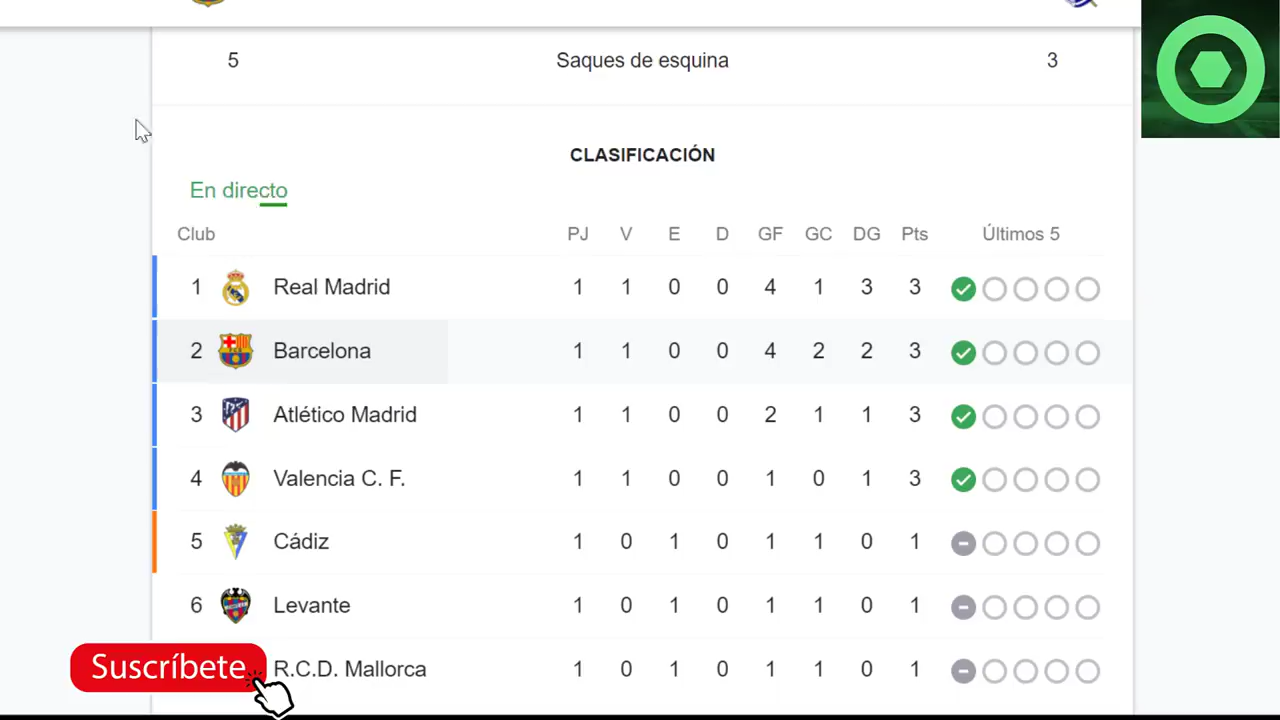 5 Saques de esquina 3
CLASIFICACIÓN
En directo
Club PJ V E D GF GC DG Pts Últimos 5
1 Real Madrid 1 1 0 0 4 1 3 3
2 Barcelona 1 1 0 0 4 2 2 3
3 Atlético Madrid 1 1 0 0 2 1 1 3
4 Valencia C. F. 1 1 0 0 1 0 1 3
5 Cádiz 1 0 1 0 1 1 0 1
6 Levante 1 0 1 0 1 1 0 1
R.C.D. Mallorca 1 0 1 0 1 1 0 1
Suscríbete